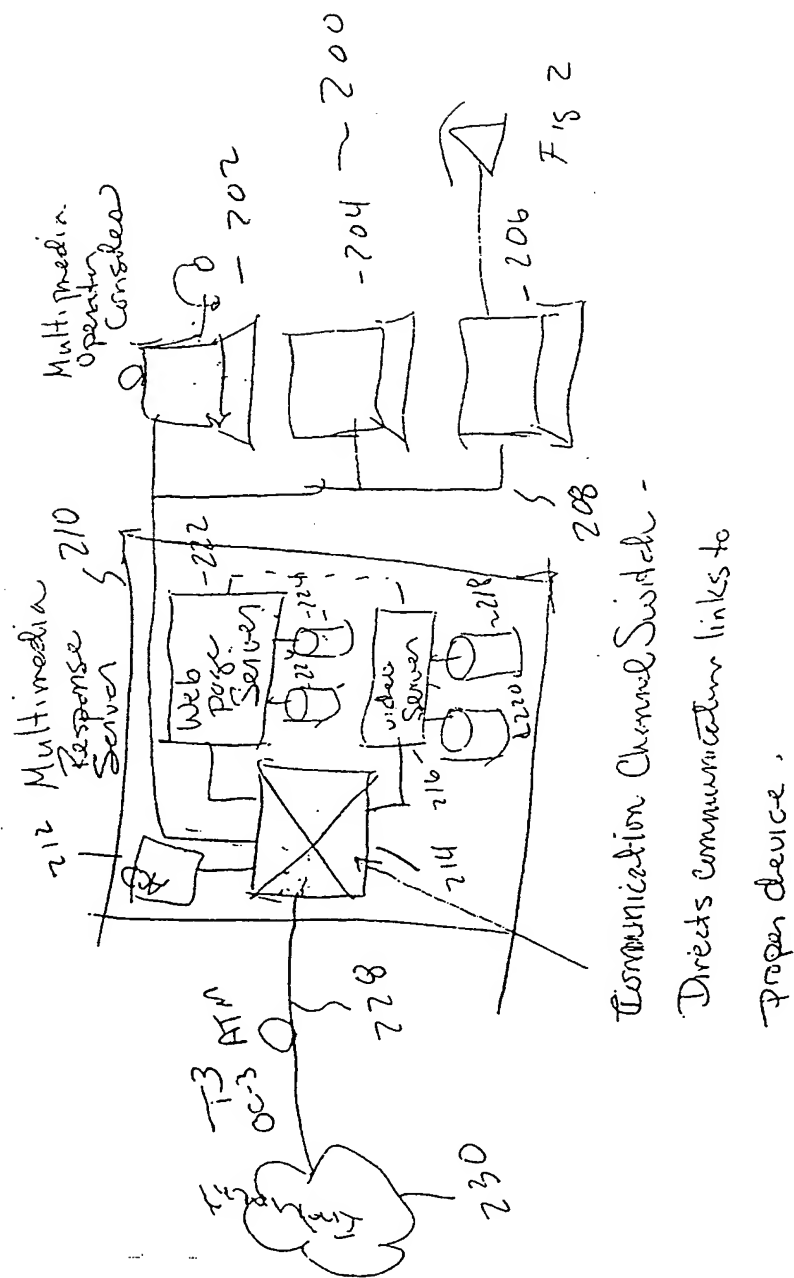 Multimedia
Operator
Consoles
- 202
-204 ~ 200
- 206
Fig 2
208
Multimedia
Response
Server
210
212
- 222
Web
Page
Server
-224
Video
Server
216
-218
220
214
T3
OC-3
ATM
228
230
Communication Channel Switch -
Directs communication links to
proper device.